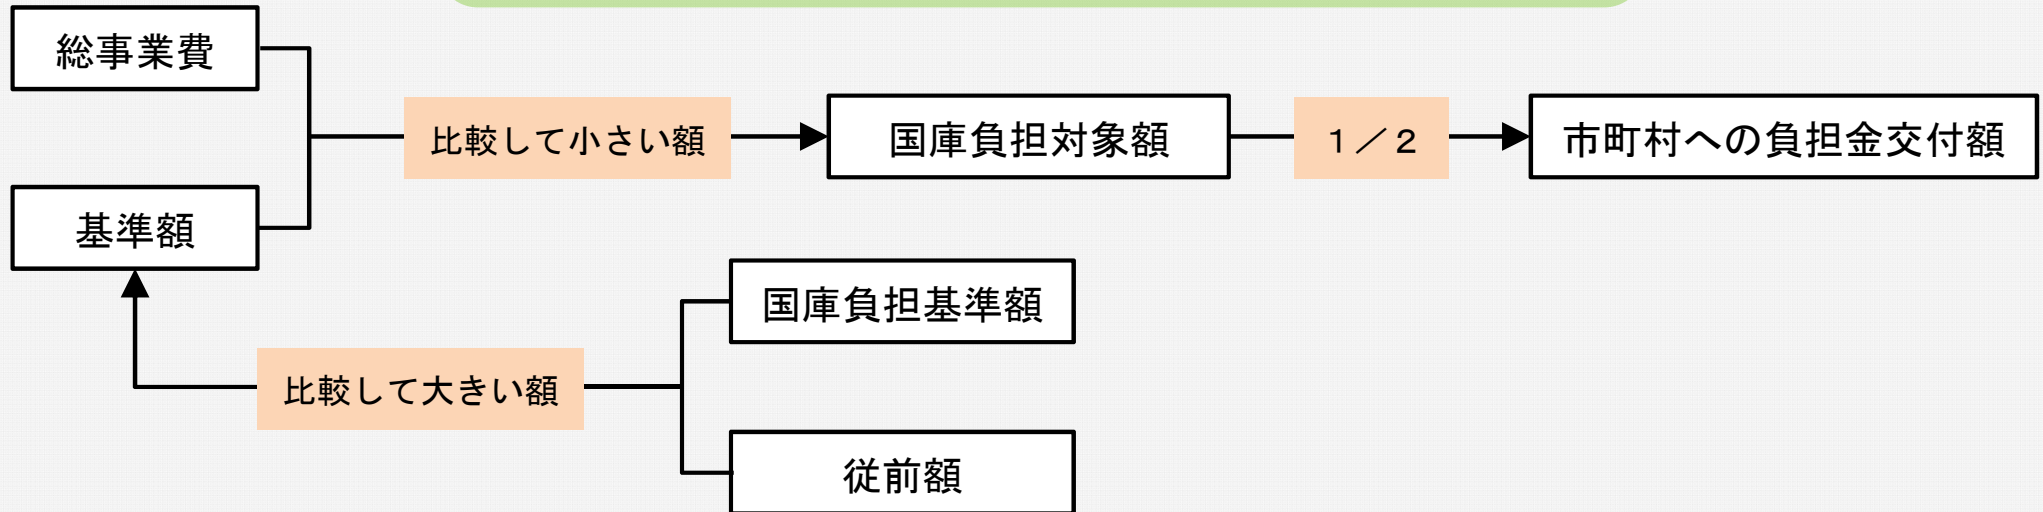 総事業費
比較して小さい額
国庫負担対象額
１／２
市町村への負担金交付額
基準額
国庫負担基準額
比較して大きい額
従前額